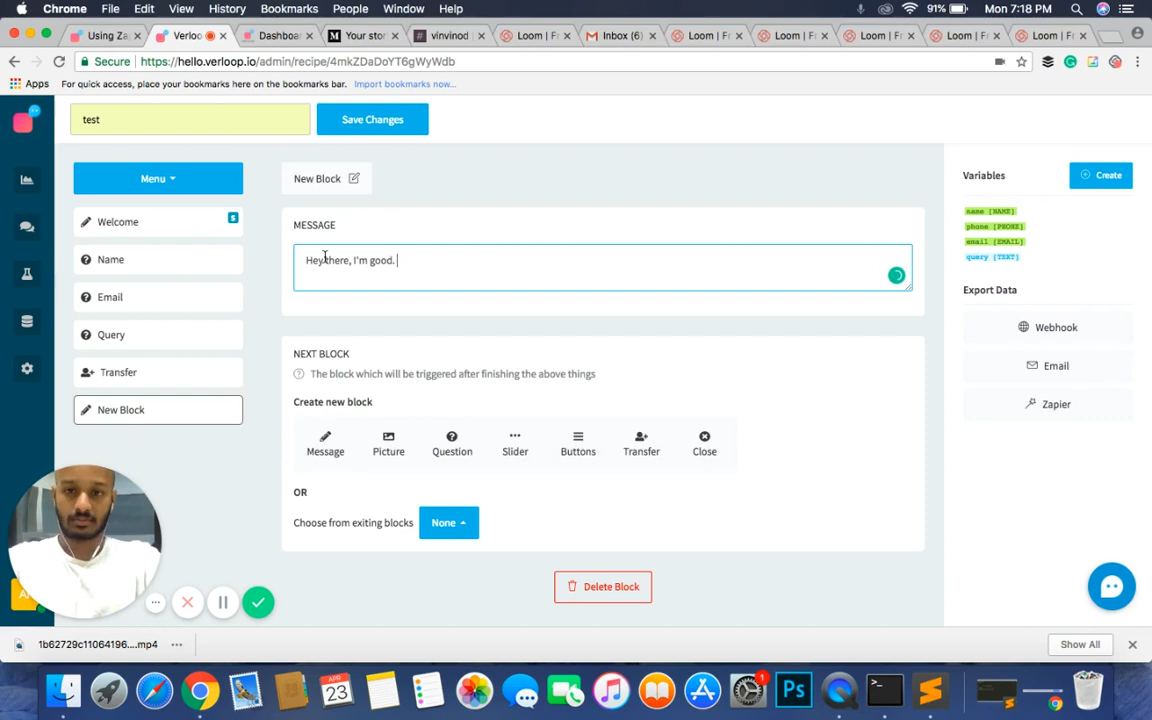 Chrome File Edit View History Bookmarks People Window Help
91% Mon 7:18 PM
Using Za
Verloo
Dashboa
Your stor
vinvinod
Loom | Fr
Inbox (6
Loom | Fr
Loom | Fr
Loom | Fr
Loom | Fr
Loom | Fr
Secure https://hello.verloop.io/admin/recipe/4mkZDaDoYT6gWyWdb
Apps For quick access, place your bookmarks here on the bookmarks bar. Import bookmarks now...
test
Save Changes
Menu
Welcome
$
Name
Email
Query
Transfer
New Block
New Block
MESSAGE
Hey there, I'm good.
NEXT BLOCK
The block which will be triggered after finishing the above things
Create new block
Message Picture Question Slider Buttons Transfer Close
OR
Choose from exiting blocks None
Delete Block
Variables
Create
name [NAME]
phone [PHONE]
email [EMAIL]
query [TEXT]
Export Data
Webhook
Email
Zapier
1b62729c11064196....mp4
Show All
APR
23
1
Ps